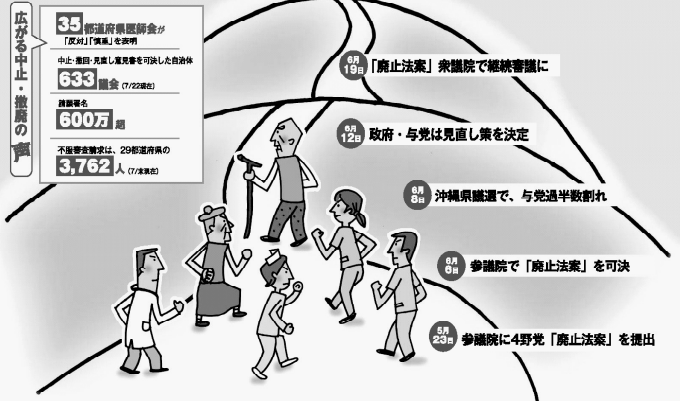 広がる中止・撤廃の声
35都道府県医師会が
「反対」「慎重」を表明
中止・撤回・見直し意見書を可決した自治体
633議会(7/22現在)
請願署名
600万超
不服審査請求は、29都道府県の
3,762人(7/末現在)
6月19日 「廃止法案」衆議院で継続審議に
6月12日 政府・与党は見直し策を決定
6月8日 沖縄県議選で、与党過半数割れ
6月6日 参議院で「廃止法案」を可決
5月23日 参議院に4野党「廃止法案」を提出